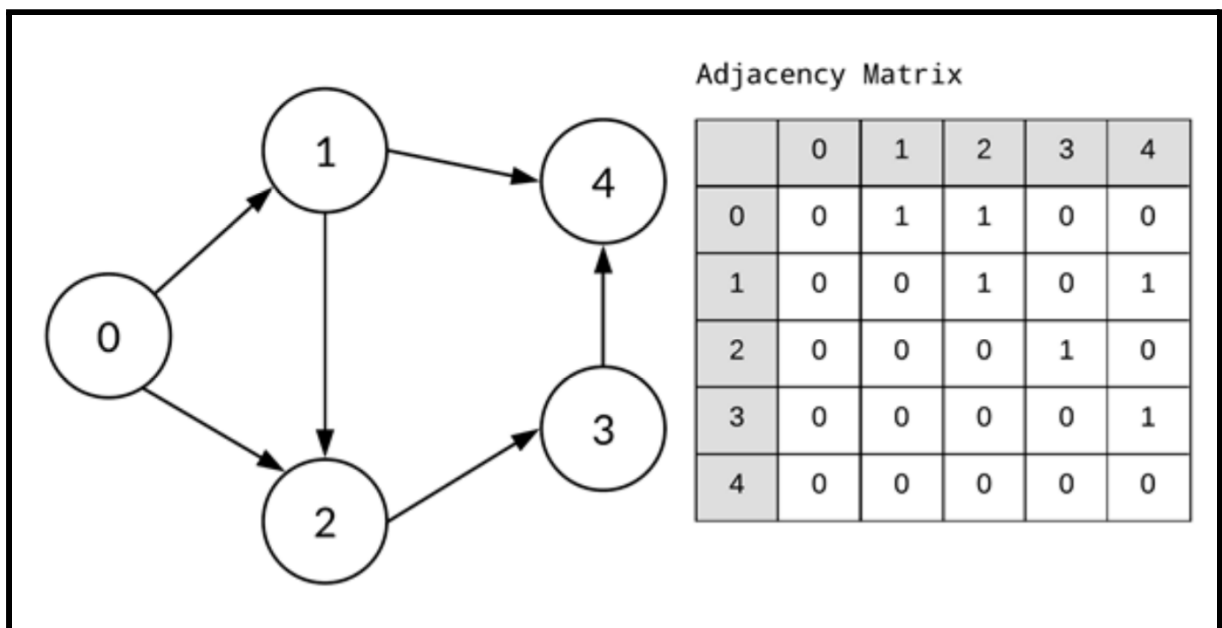 Adjacency Matrix
1
4
0
3
2
0 1 2 3 4
0 0 1 1 0 0
1 0 0 1 0 1
2 0 0 0 1 0
3 0 0 0 0 1
4 0 0 0 0 0